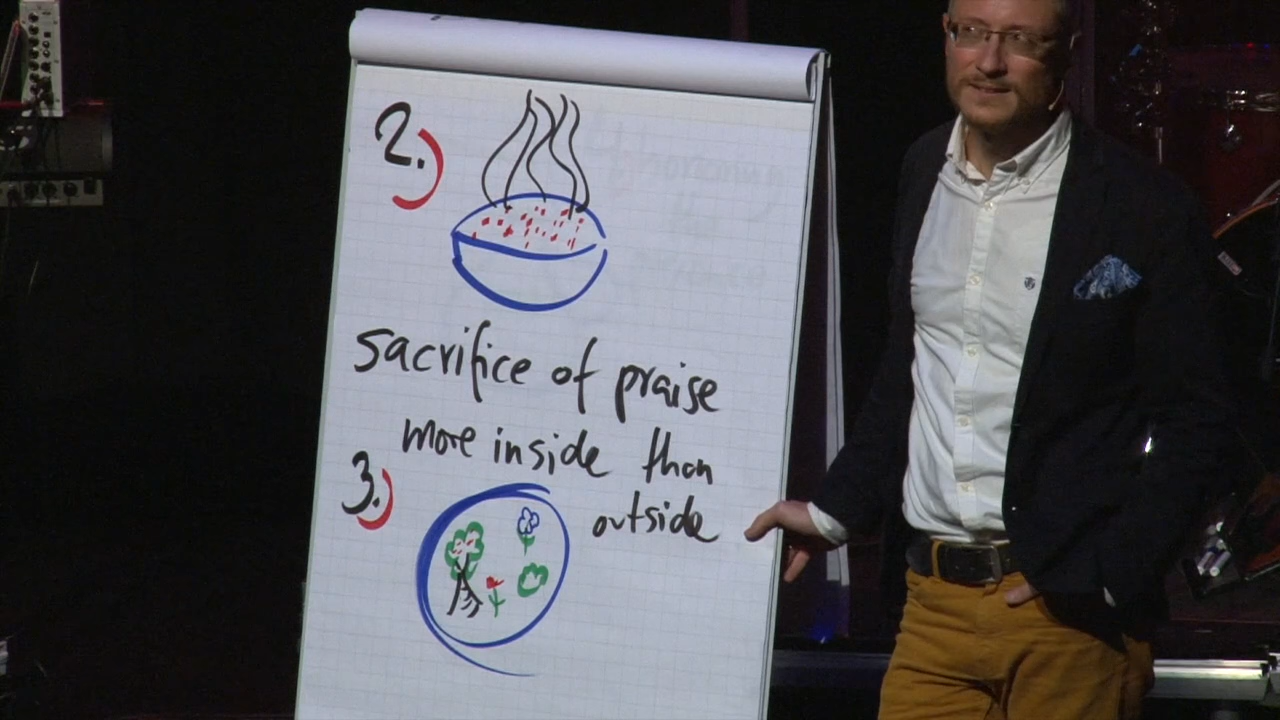 2.)
sacrifice of praise
more inside than
outside
3.)